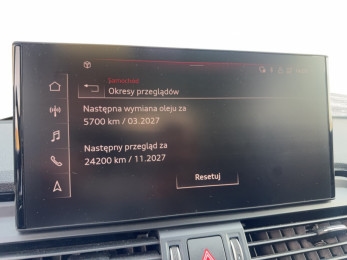 Samochód
Okresy przeglądów
Następna wymiana oleju za
5700 km / 03.2027
Następny przegląd za
24200 km / 11.2027
Resetuj